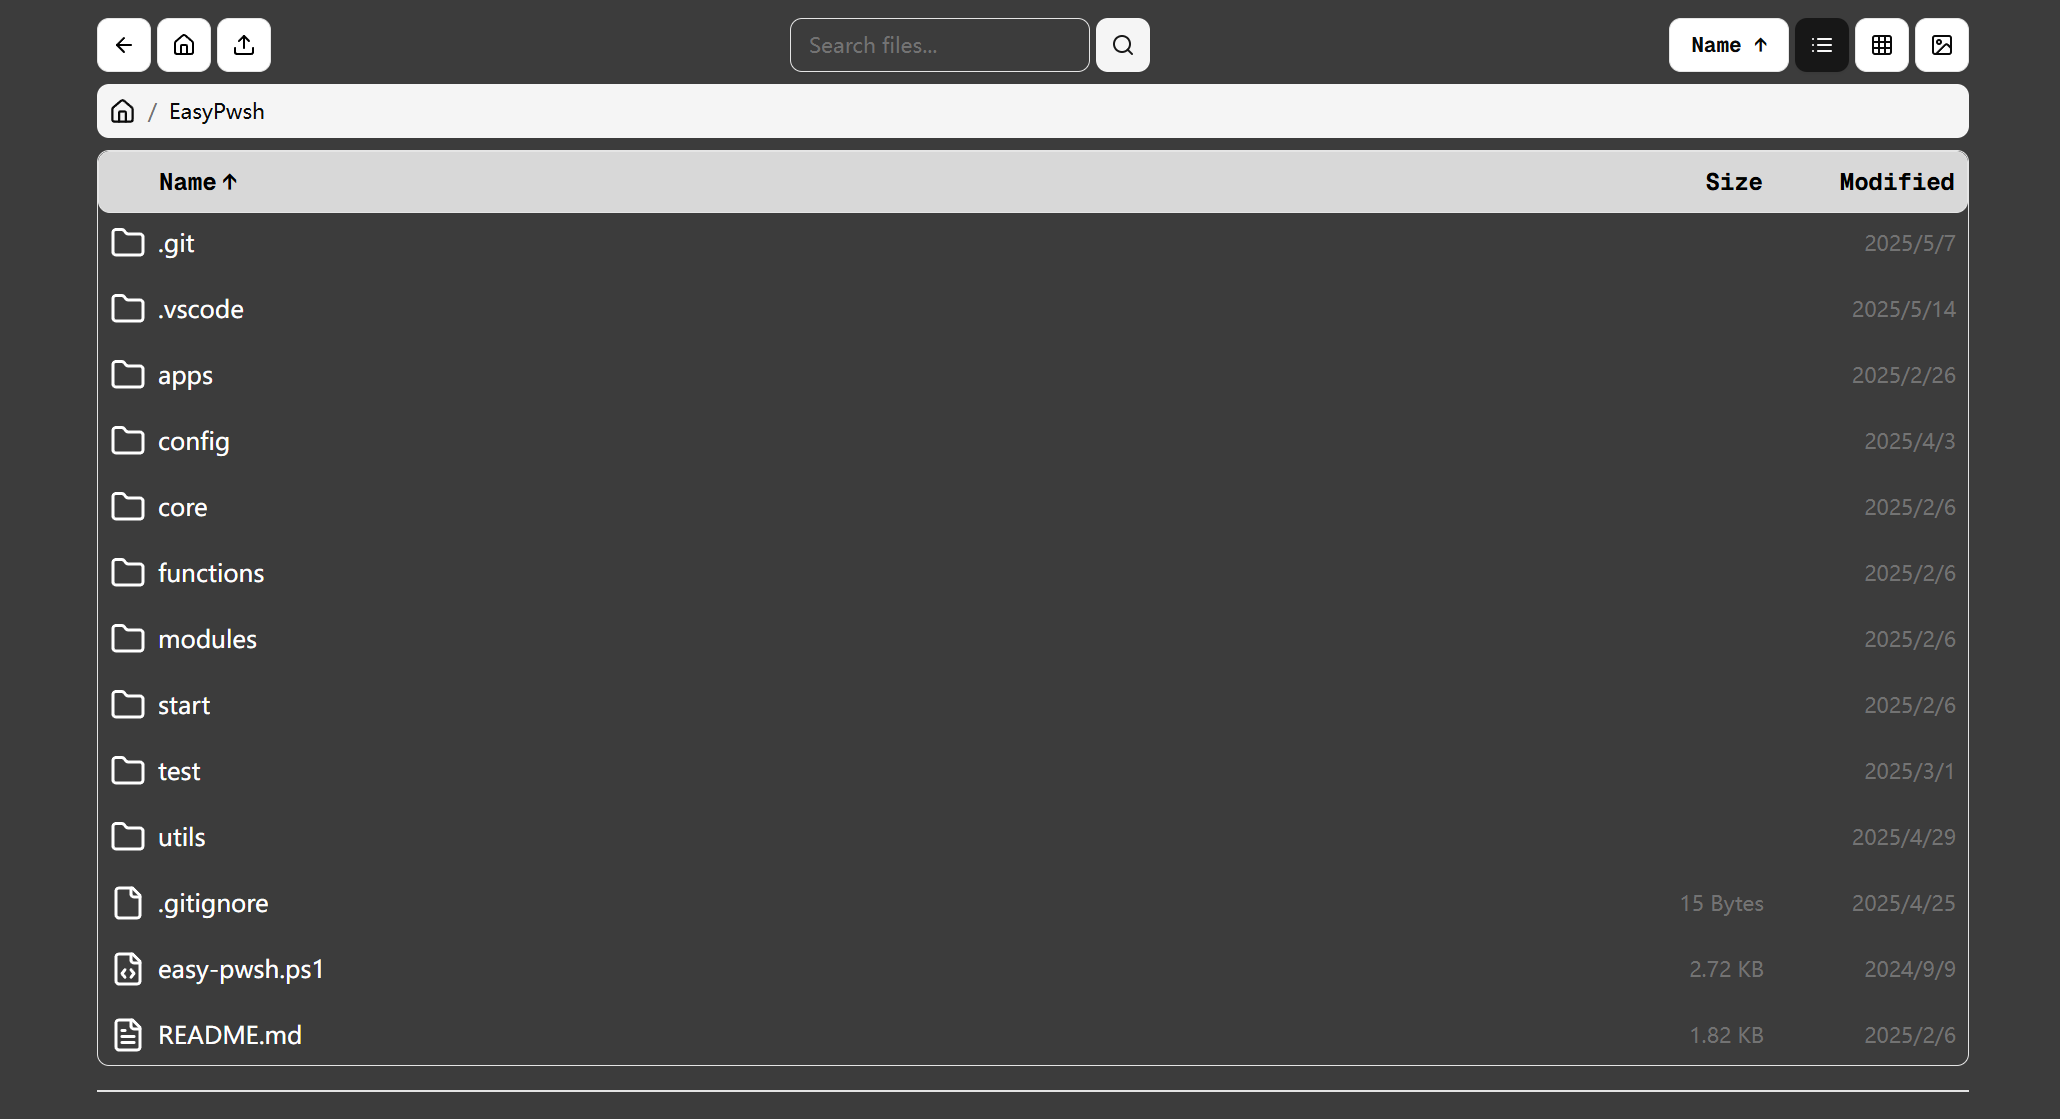 Search files...
Name ↑
/ EasyPwsh
Name ↑ Size Modified
.git 2025/5/7
.vscode 2025/5/14
apps 2025/2/26
config 2025/4/3
core 2025/2/6
functions 2025/2/6
modules 2025/2/6
start 2025/2/6
test 2025/3/1
utils 2025/4/29
.gitignore 15 Bytes 2025/4/25
easy-pwsh.ps1 2.72 KB 2024/9/9
README.md 1.82 KB 2025/2/6